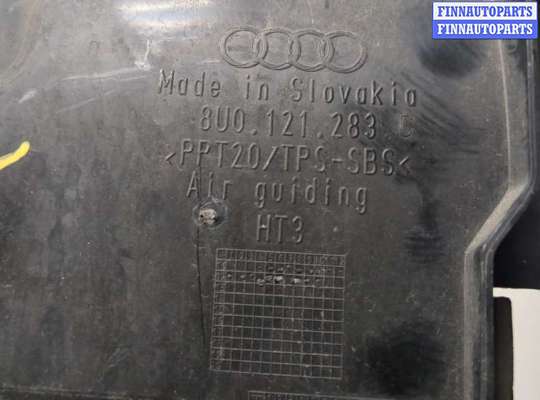 FINNAUTOPARTS
FINNAUTOPARTS
Made in Slovakia
8U0.121.283
<PPT20/TPS-SBS<
Air guiding
HT3